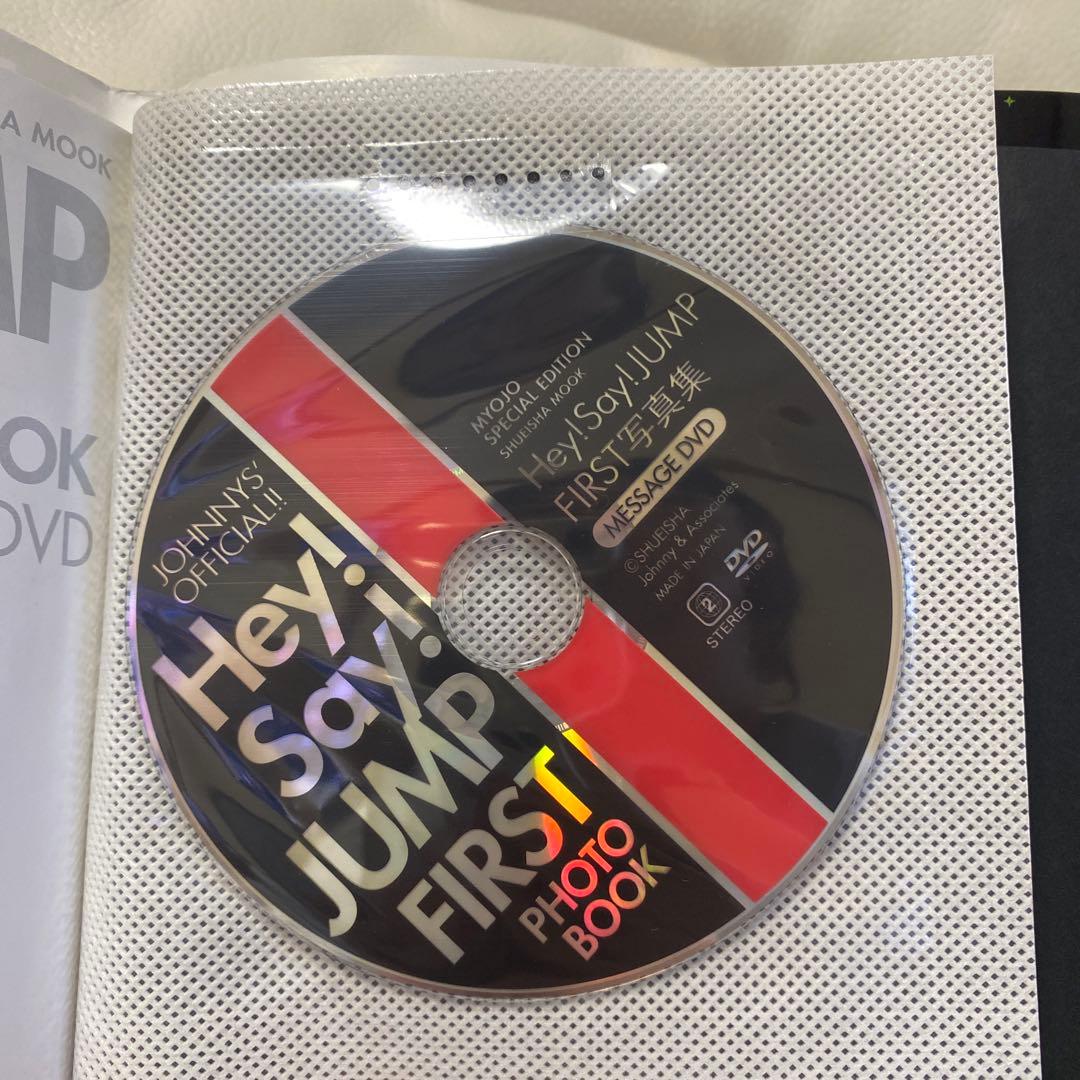 A MOOK
AP
OOK
DVD
MYOJO
SPECIAL EDITION
SHUEISHA MOOK
Hey!Say!JUMP
FIRST写真集
MESSAGE DVD
©SHUEISHA
Johnny & Associates
MADE IN JAPAN
2
DVD
VIDEO
STEREO
JOHNNYS'
OFFICIAL!!
Hey!
Say!
JUMP
FIRST
PHOTO
BOOK